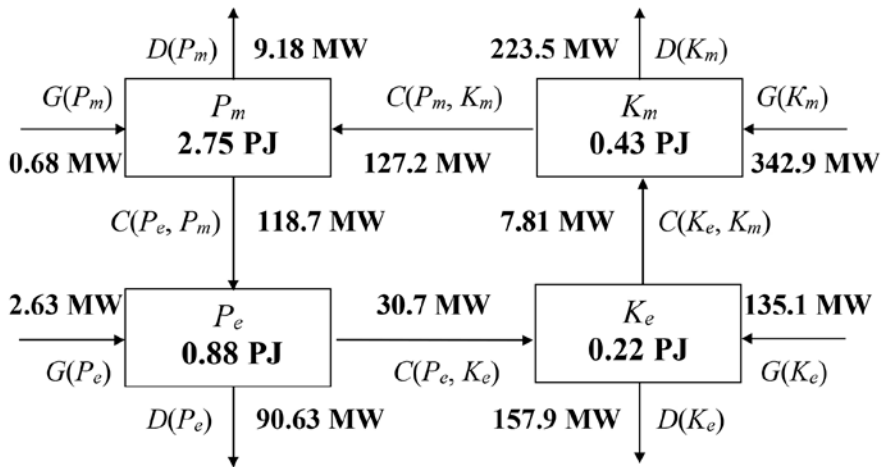 D(Pₘ) 9.18 MW 223.5 MW D(Kₘ)
G(Pₘ) Pₘ C(Pₘ, Kₘ) Kₘ G(Kₘ)
2.75 PJ 0.43 PJ
0.68 MW 127.2 MW 342.9 MW
C(Pₑ, Pₘ) 118.7 MW 7.81 MW C(Kₑ, Kₘ)
2.63 MW Pₑ 30.7 MW Kₑ 135.1 MW
0.88 PJ 0.22 PJ
G(Pₑ) C(Pₑ, Kₑ) G(Kₑ)
D(Pₑ) 90.63 MW 157.9 MW D(Kₑ)